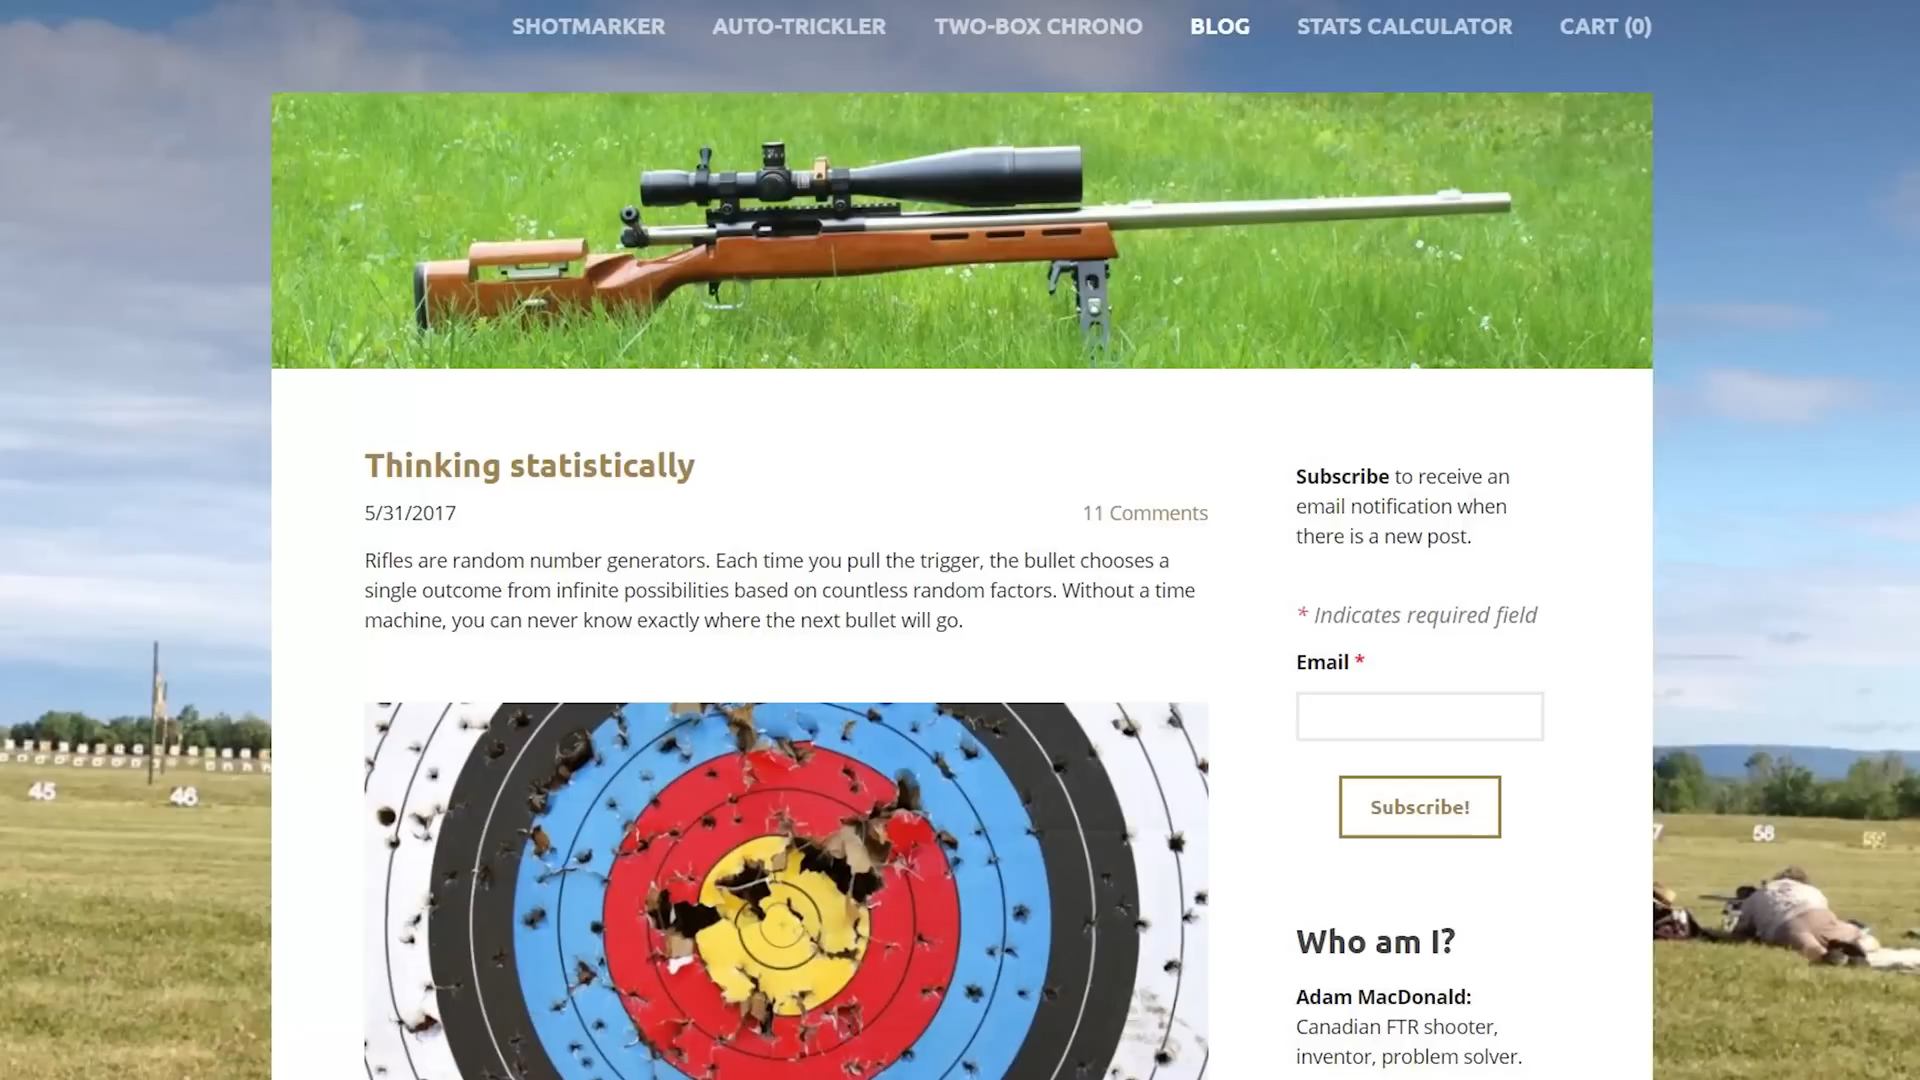 SHOTMARKER AUTO-TRICKLER TWO-BOX CHRONO BLOG STATS CALCULATOR CART (0)
Thinking statistically
5/31/2017 11 Comments
Rifles are random number generators. Each time you pull the trigger, the bullet chooses a
single outcome from infinite possibilities based on countless random factors. Without a time
machine, you can never know exactly where the next bullet will go.
Subscribe to receive an
email notification when
there is a new post.
* Indicates required field
Email *
Subscribe!
Who am I?
Adam MacDonald:
Canadian FTR shooter,
inventor, problem solver.
45
46
7
58
59